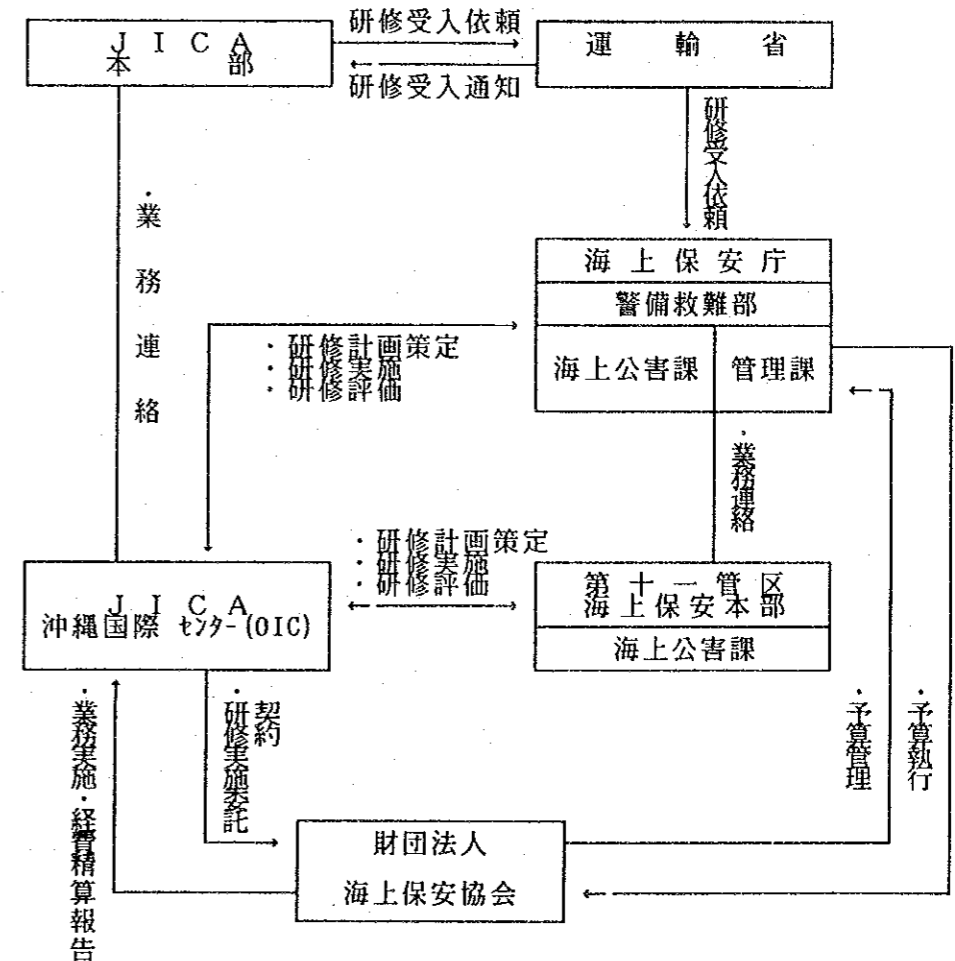 研修受入依頼
JICA
本部
運輸省
研修受入通知
研修受入依頼
・業務連絡
海上保安庁
警備救難部
海上公害課
管理課
・研修計画策定
・研修実施
・研修評価
・業務連絡
・研修計画策定
・研修実施
・研修評価
JICA
沖縄国際 センター(OIC)
第十一管区
海上保安本部
海上公害課
・業務実施・経費精算報告
・研修実施委託
契約
・予算管理
・予算執行
財団法人
海上保安協会